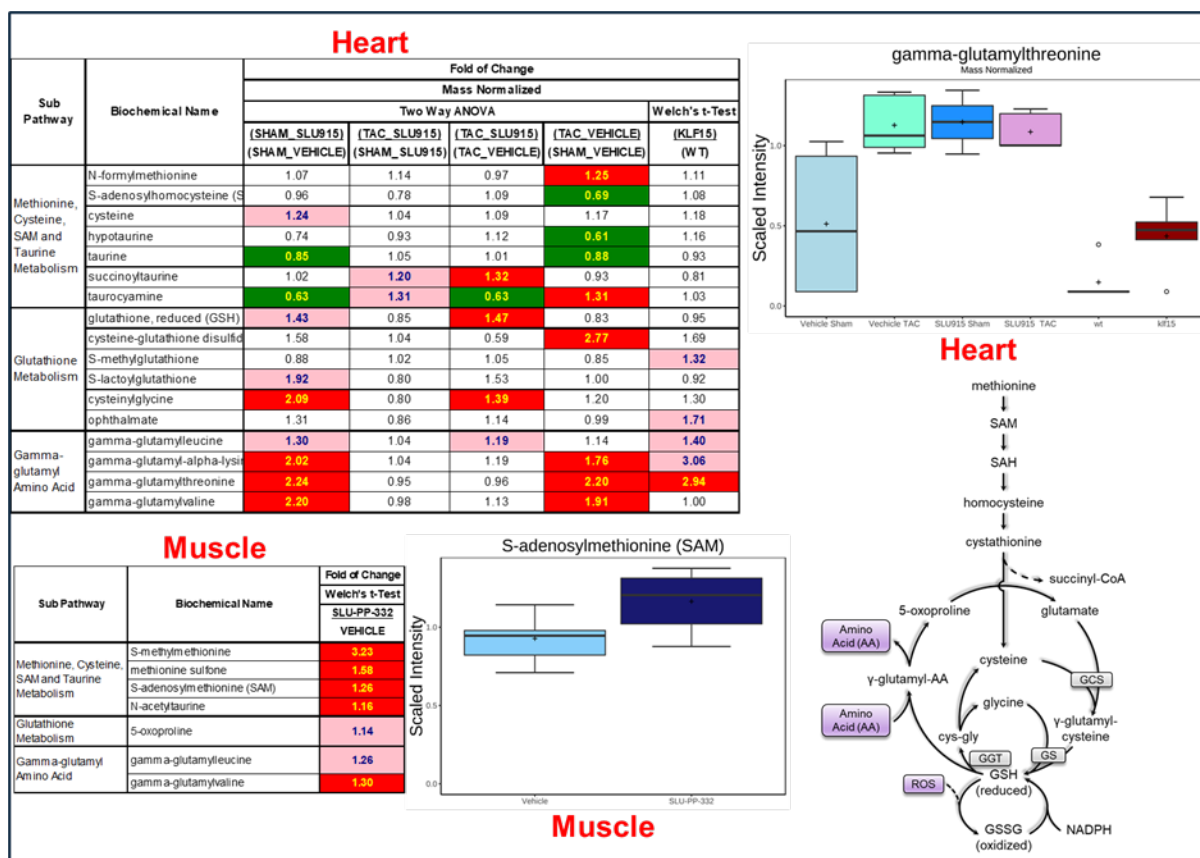 Heart
Sub Pathway
Biochemical Name
Fold of Change
Mass Normalized
Two Way ANOVA
Welch's t-Test
(SHAM_SLU915) (TAC_SLU915) (TAC_SLU915) (TAC_VEHICLE) (KLF15)
(SHAM_VEHICLE) (SHAM_SLU915) (TAC_VEHICLE) (SHAM_VEHICLE) (WT)
Methionine, Cysteine, SAM and Taurine Metabolism
N-formylmethionine 1.07 1.14 0.97 1.25 1.11
S-adenosylhomocysteine (S 0.96 0.78 1.09 0.69 1.08
cysteine 1.24 1.04 1.09 1.17 1.18
hypotaurine 0.74 0.93 1.12 0.61 1.16
taurine 0.85 1.05 1.01 0.88 0.93
succinoyltaurine 1.02 1.20 1.32 0.93 0.81
taurocyamine 0.63 1.31 0.63 1.31 1.03
Glutathione Metabolism
glutathione, reduced (GSH) 1.43 0.85 1.47 0.83 0.95
cysteine-glutathione disulfid 1.58 1.04 0.59 2.77 1.69
S-methylglutathione 0.88 1.02 1.05 0.85 1.32
S-lactoylglutathione 1.92 0.80 1.53 1.00 0.92
cysteinylglycine 2.09 0.80 1.39 1.20 1.30
ophthalmate 1.31 0.86 1.14 0.99 1.71
Gamma-glutamyl Amino Acid
gamma-glutamylleucine 1.30 1.04 1.19 1.14 1.40
gamma-glutamyl-alpha-lysin 2.02 1.04 1.19 1.76 3.06
gamma-glutamylthreonine 2.24 0.95 0.96 2.20 2.94
gamma-glutamylvaline 2.20 0.98 1.13 1.91 1.00
gamma-glutamylthreonine
Mass Normalized
Scaled Intensity
1.0
0.5
0.0
Vehicle Sham Vechicle TAC SLU915 Sham SLU915 TAC wt klf15
Heart
Muscle
Sub Pathway
Biochemical Name
Fold of Change
Welch's t-Test
SLU-PP-332
VEHICLE
Methionine, Cysteine, SAM and Taurine Metabolism
S-methylmethionine 3.23
methionine sulfone 1.58
S-adenosylmethionine (SAM) 1.26
N-acetyltaurine 1.16
Glutathione Metabolism
5-oxoproline 1.14
Gamma-glutamyl Amino Acid
gamma-glutamylleucine 1.26
gamma-glutamylvaline 1.30
S-adenosylmethionine (SAM)
Scaled Intensity
1.0
0.5
0.0
Vehicle SLU-PP-332
Muscle
methionine
SAM
SAH
homocysteine
cystathionine
succinyl-CoA
5-oxoproline
glutamate
Amino Acid (AA)
cysteine
GCS
γ-glutamyl-AA
glycine
Amino Acid (AA)
γ-glutamyl-cysteine
cys-gly
GGT
GS
GSH (reduced)
ROS
GSSG (oxidized)
NADPH